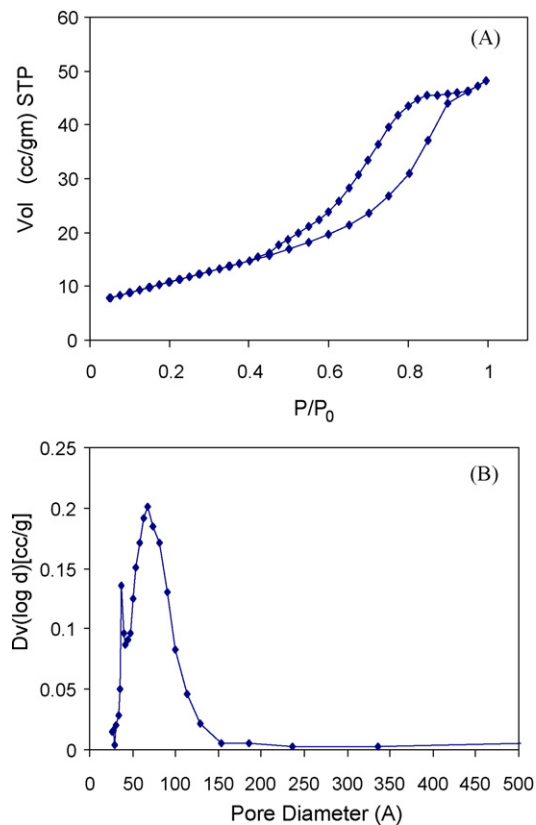 (A)
60
50
40
30
20
10
0
Vol (cc/gm) STP
0 0.2 0.4 0.6 0.8 1
P/P₀
(B)
0.25
0.2
0.15
0.1
0.05
0
Dv(log d)[cc/g]
0 50 100 150 200 250 300 350 400 450 500
Pore Diameter (A)